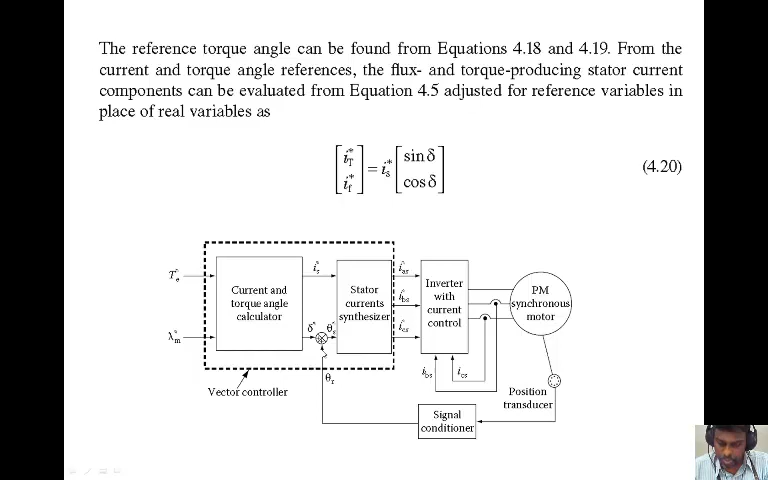 The reference torque angle can be found from Equations 4.18 and 4.19. From the
current and torque angle references, the flux- and torque-producing stator current
components can be evaluated from Equation 4.5 adjusted for reference variables in
place of real variables as
[i*T i*f] = i*s [sinδ cosδ] (4.20)
T*e
λ*m
Current and
torque angle
calculator
i*s
δ*
θ*s
θr
Stator
currents
synthesizer
i*as
i*bs
i*cs
Inverter
with
current
control
PM
synchronous
motor
ibs
ics
Vector controller
Position
transducer
Signal
conditioner